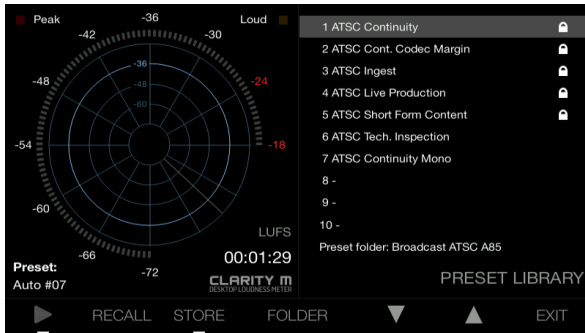 Peak
-36
Loud
-42
-30
-36
-48
-48
-24
-60
-54
-18
-60
LUFS
-66
00:01:29
-72
Preset:
Auto #07
CLARITY M
DESKTOP LOUDNESS METER
1 ATSC Continuity
2 ATSC Cont. Codec Margin
3 ATSC Ingest
4 ATSC Live Production
5 ATSC Short Form Content
6 ATSC Tech. Inspection
7 ATSC Continuity Mono
8 -
9 -
10 -
Preset folder: Broadcast ATSC A85
PRESET LIBRARY
RECALL
STORE
FOLDER
EXIT